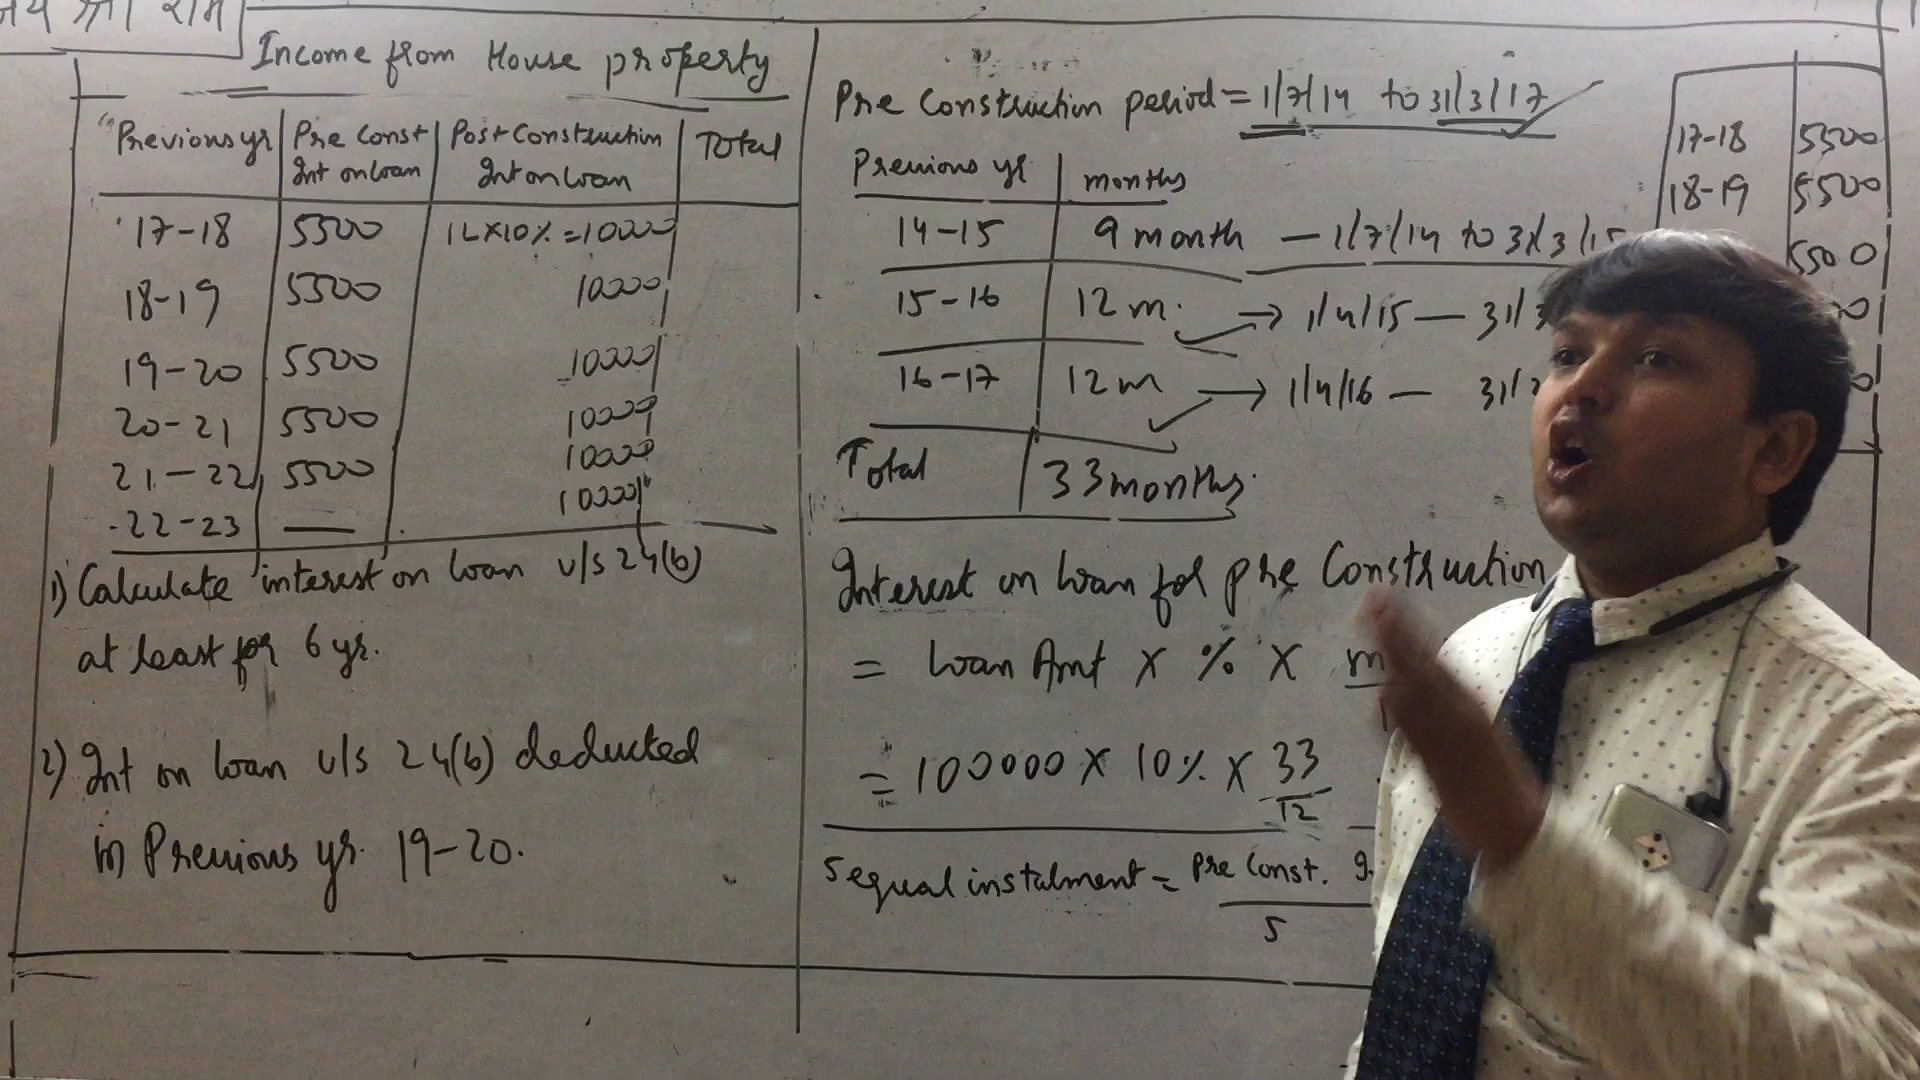 जय श्री राम
Income from House property
Previous yr | Pre Const Int on loan | Post Construction Int on loan | Total
17-18 | 5500 | 1L×10% = 10000
18-19 | 5500 | 10000
19-20 | 5500 | 10000
20-21 | 5500 | 10000
21-22 | 5500 | 10000
22-23 | — | 10000
1) Calculate interest on loan u/s 24(b)
at least for 6 yr.
2) Int on loan u/s 24(b) deducted
in Previous yr. 19-20.
Pre Construction period = 1/7/14 to 31/3/17
Previous yr | months
14-15 | 9 month — 1/7/14 to 31/3/15
15-16 | 12 m. → 1/4/15 — 31/3
16-17 | 12 m → 1/4/16 — 31/
Total | 33 months.
Interest on loan for pre Construction
= loan Amt × % × m
= 100000 × 10% × 33/12
5 equal instalment = Pre Const.
5
17-18 | 5500
18-19 | 5500
5500